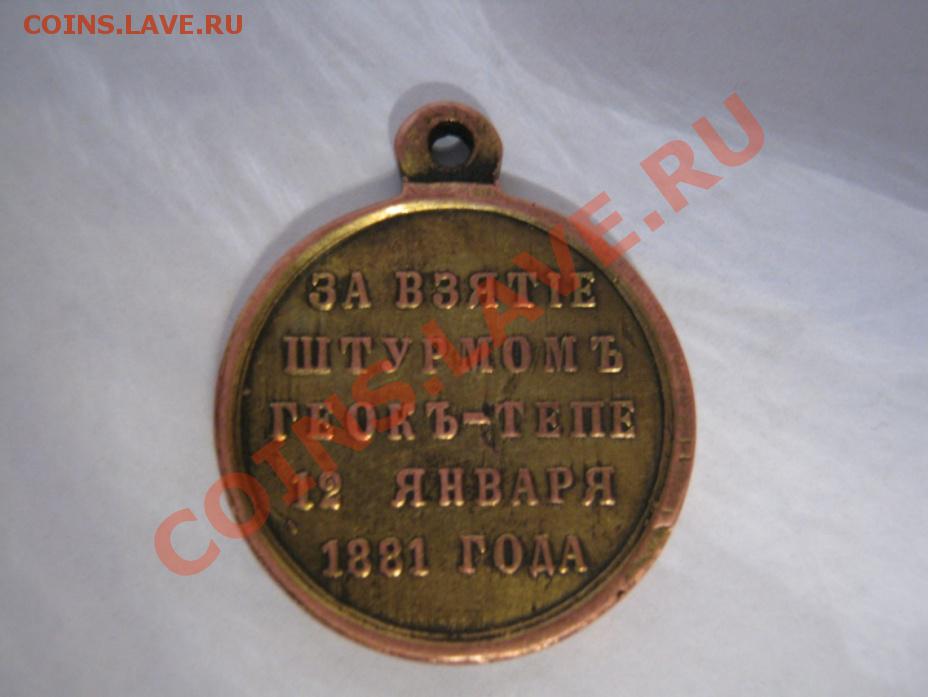 COINS.LAVE.RU
ЗА ВЗЯТІЕ
ШТУРМОМЪ
ГЕОКЪ-ТЕПЕ
12 ЯНВАРЯ
1881 ГОДА
COINS.LAVE.RU